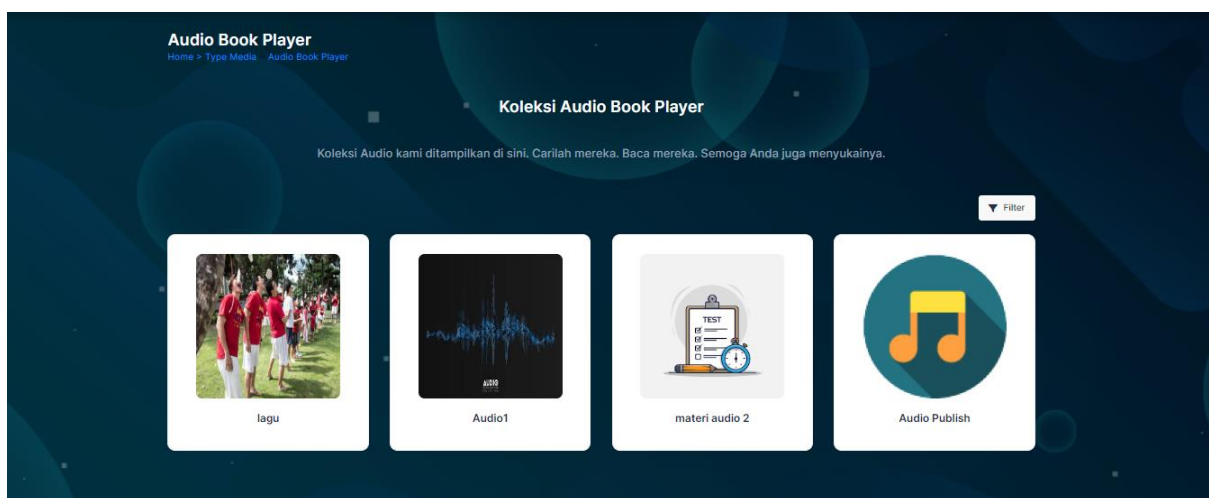 Audio Book Player
Home > Type Media Audio Book Player
Koleksi Audio Book Player
Koleksi Audio kami ditampilkan di sini. Carilah mereka. Baca mereka. Semoga Anda juga menyukainya.
Filter
AUDIO
TEST
lagu
Audio1
materi audio 2
Audio Publish